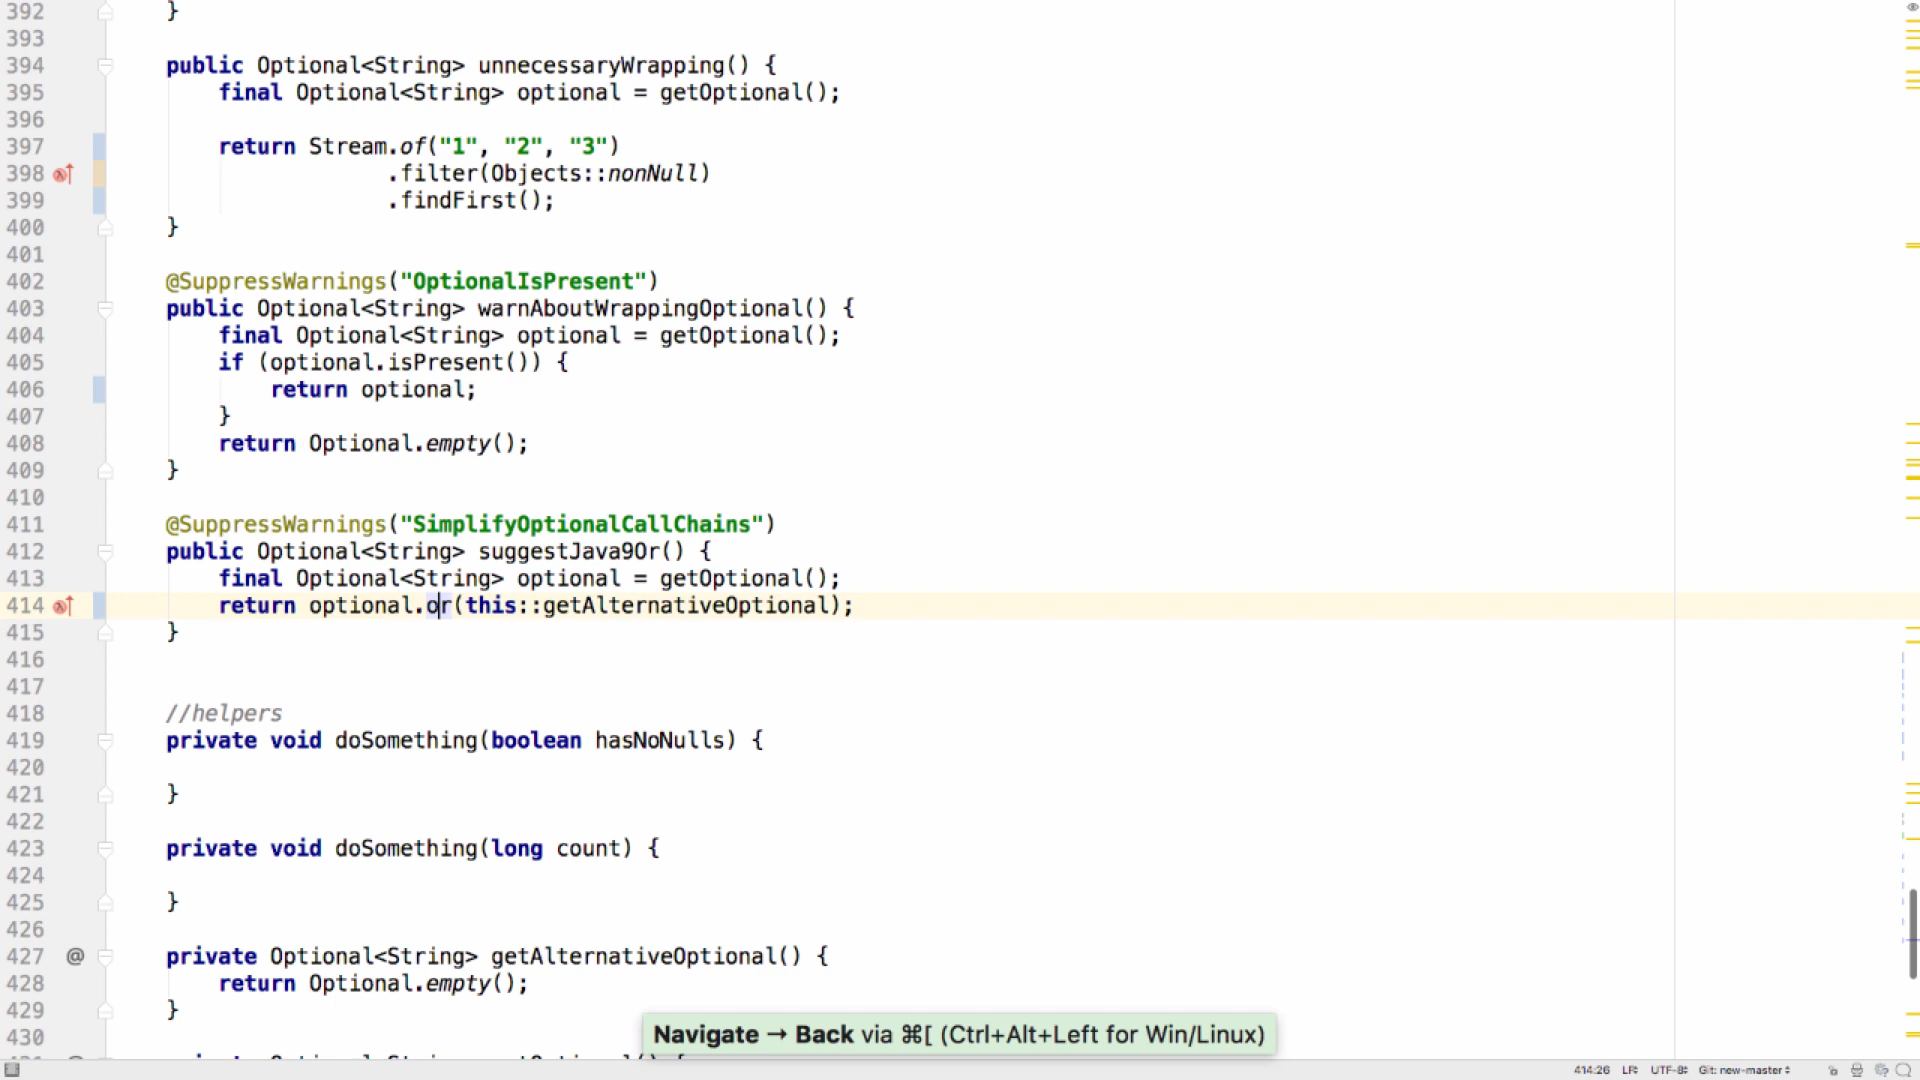 392 }
393
394 public Optional<String> unnecessaryWrapping() {
395 final Optional<String> optional = getOptional();
396
397 return Stream.of("1", "2", "3")
398 .filter(Objects::nonNull)
399 .findFirst();
400 }
401
402 @SuppressWarnings("OptionalIsPresent")
403 public Optional<String> warnAboutWrappingOptional() {
404 final Optional<String> optional = getOptional();
405 if (optional.isPresent()) {
406 return optional;
407 }
408 return Optional.empty();
409 }
410
411 @SuppressWarnings("SimplifyOptionalCallChains")
412 public Optional<String> suggestJava9Or() {
413 final Optional<String> optional = getOptional();
414 return optional.or(this::getAlternativeOptional);
415 }
416
417
418 //helpers
419 private void doSomething(boolean hasNoNulls) {
420
421 }
422
423 private void doSomething(long count) {
424
425 }
426
427 @ private Optional<String> getAlternativeOptional() {
428 return Optional.empty();
429 }
430
Navigate → Back via ⌘[ (Ctrl+Alt+Left for Win/Linux)
414:26 LF UTF-8 Git: new-master